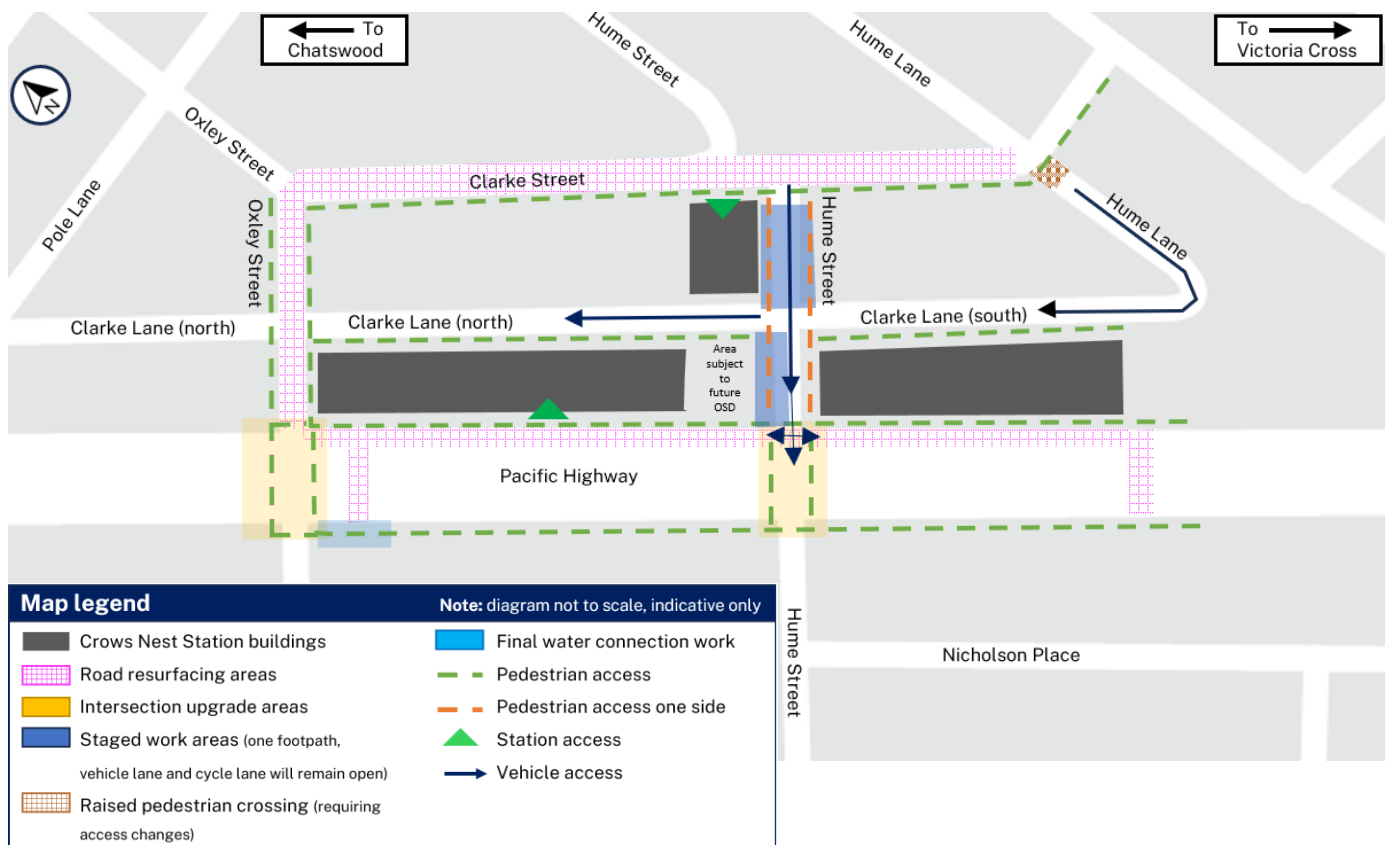 To
Chatswood
Hume Street
Hume Lane
To
Victoria Cross
N
Oxley Street
Pole Lane
Clarke Street
Oxley Street
Hume Street
Hume Lane
Clarke Lane (north)
Clarke Lane (north)
Clarke Lane (south)
Area
subject
to
future
OSD
Pacific Highway
Hume Street
Nicholson Place
Map legend
Note: diagram not to scale, indicative only
Crows Nest Station buildings
Road resurfacing areas
Intersection upgrade areas
Staged work areas (one footpath,
vehicle lane and cycle lane will remain open)
Raised pedestrian crossing (requiring
access changes)
Final water connection work
Pedestrian access
Pedestrian access one side
Station access
Vehicle access